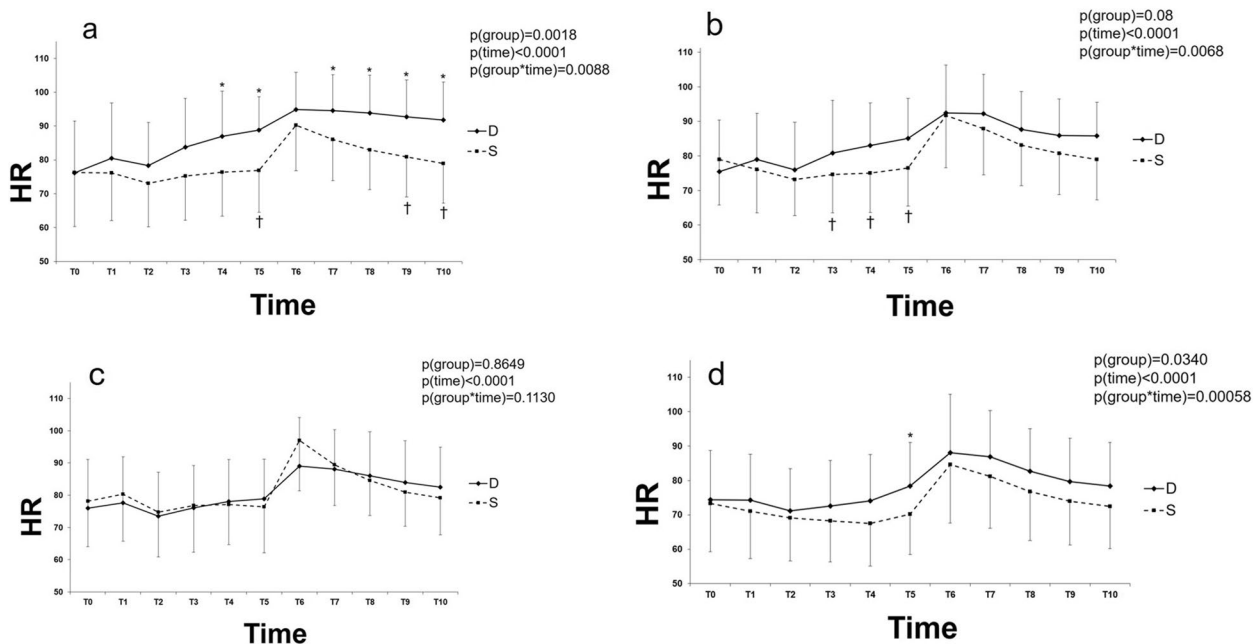 a
p(group)=0.0018
p(time)<0.0001
p(group*time)=0.0088
110
100
90
80
70
60
50
HR
* * * * * *
† † †
D
S
T0 T1 T2 T3 T4 T5 T6 T7 T8 T9 T10
Time
b
p(group)=0.08
p(time)<0.0001
p(group*time)=0.0068
110
100
90
80
70
60
50
HR
† † †
D
S
T0 T1 T2 T3 T4 T5 T6 T7 T8 T9 T10
Time
c
p(group)=0.8649
p(time)<0.0001
p(group*time)=0.1130
110
100
90
80
70
60
50
HR
D
S
T0 T1 T2 T3 T4 T5 T6 T7 T8 T9 T10
Time
d
p(group)=0.0340
p(time)<0.0001
p(group*time)=0.00058
110
100
90
80
70
60
50
HR
*
D
S
T0 T1 T2 T3 T4 T5 T6 T7 T8 T9 T10
Time